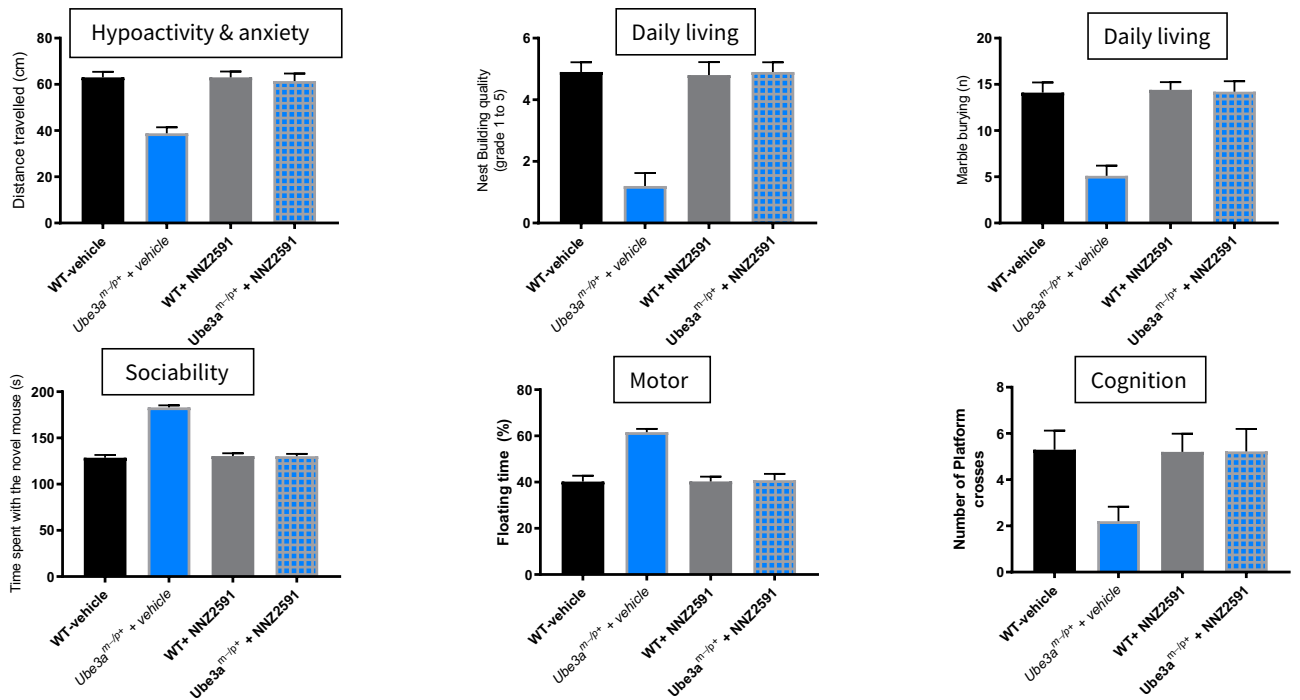 Hypoactivity & anxiety
Distance travelled (cm)
80
60
40
20
0
WT-vehicle
Ube3a^m–/p+ + vehicle
WT+ NNZ2591
Ube3a^m–/p+ + NNZ2591
Daily living
Nest Building quality
(grade 1 to 5)
6
4
2
0
WT-vehicle
Ube3a^m–/p+ + vehicle
WT+ NNZ2591
Ube3a^m–/p+ + NNZ2591
Daily living
Marble burying (n)
20
15
10
5
0
WT-vehicle
Ube3a^m–/p+ + vehicle
WT+ NNZ2591
Ube3a^m–/p+ + NNZ2591
Sociability
Time spent with the novel mouse (s)
200
150
100
50
0
WT-vehicle
Ube3a^m–/p+ + vehicle
WT+ NNZ2591
Ube3a^m–/p+ + NNZ2591
Motor
Floating time (%)
80
60
40
20
0
WT-vehicle
Ube3a^m–/p+ + vehicle
WT+ NNZ2591
Ube3a^m–/p+ + NNZ2591
Cognition
Number of Platform
crosses
8
6
4
2
0
WT-vehicle
Ube3a^m–/p+ + vehicle
WT+ NNZ2591
Ube3a^m–/p+ + NNZ2591